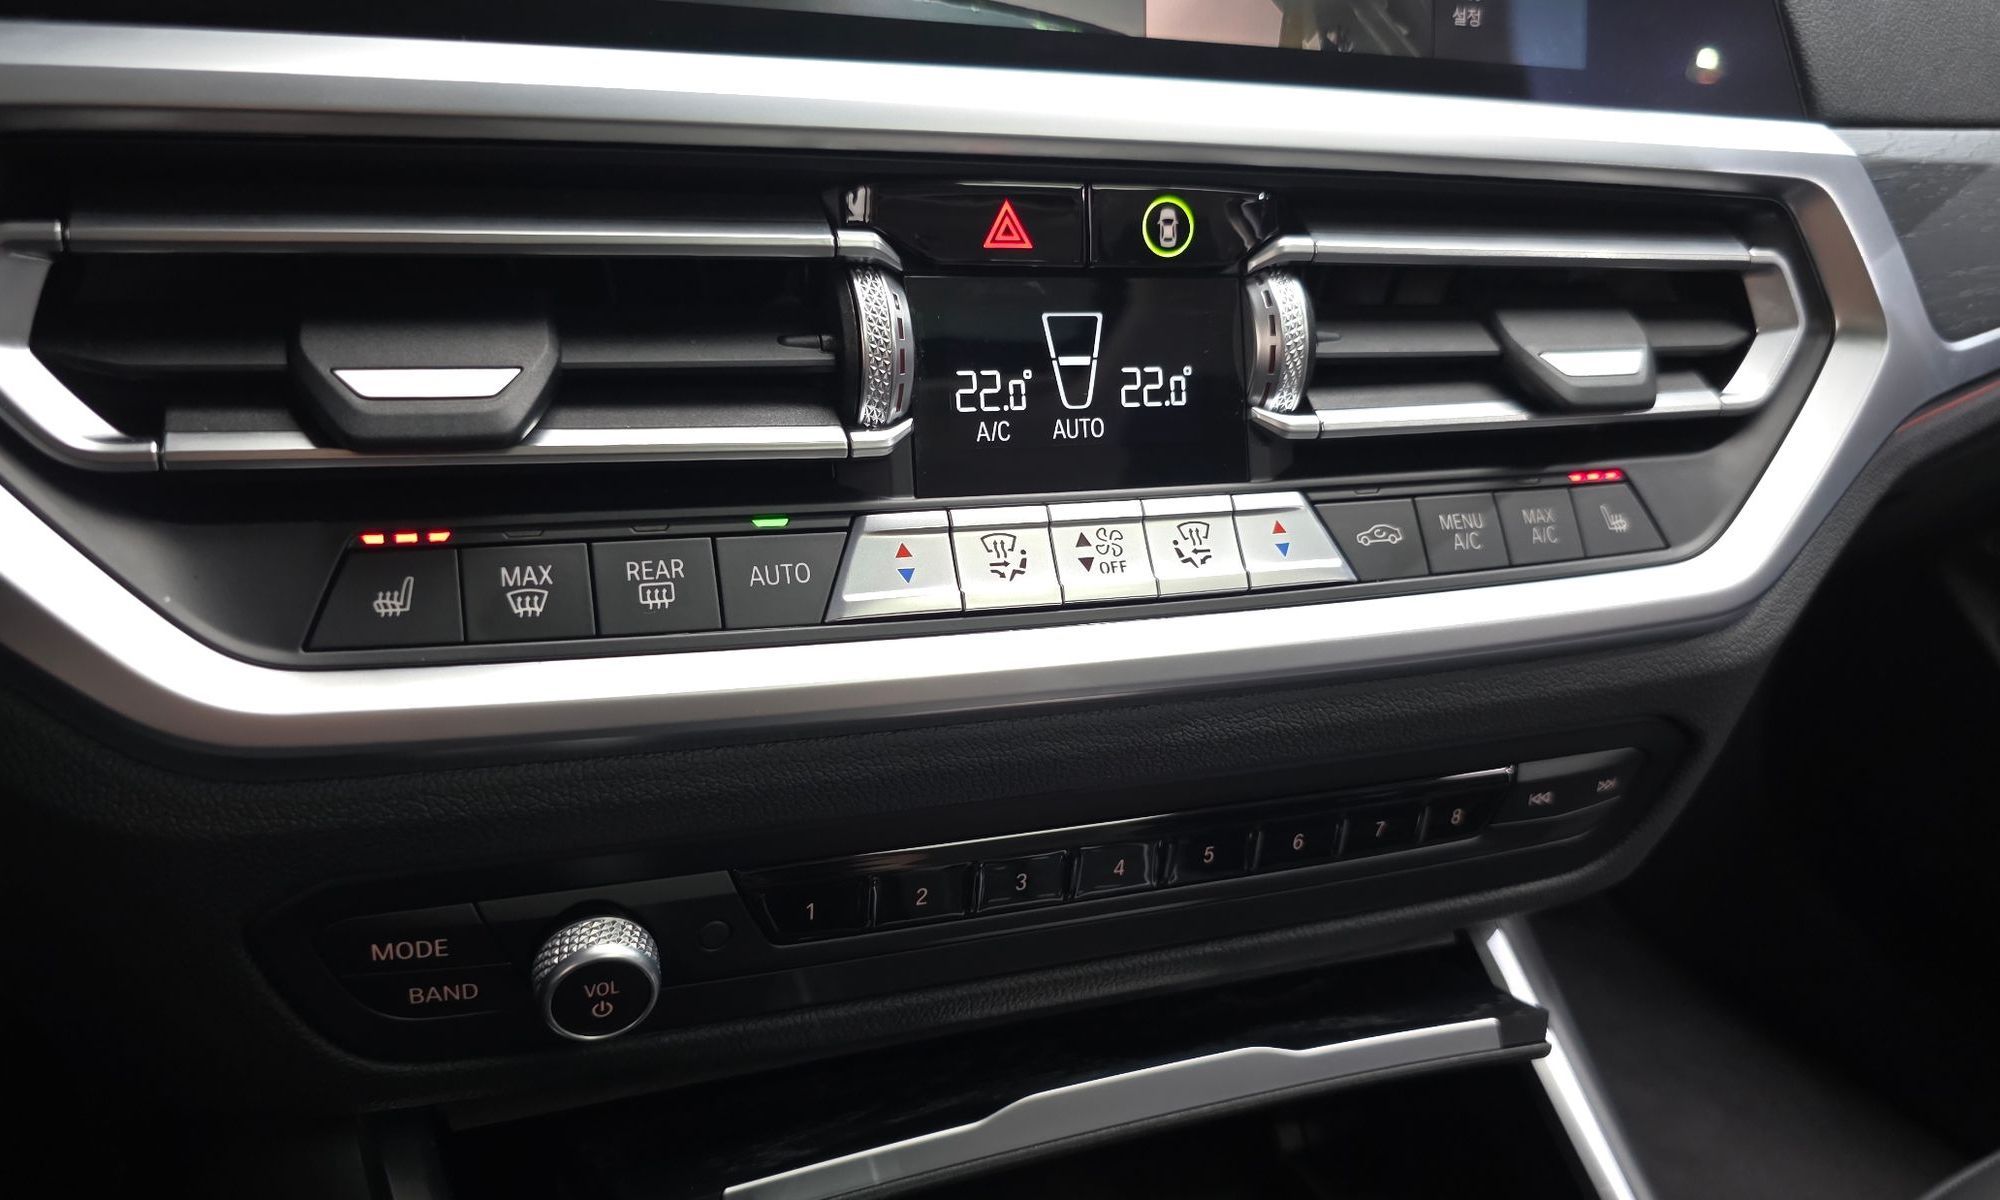 설정
22.0° 22.0°
A/C AUTO
MAX
REAR
AUTO
OFF
MENU
A/C
MAX
A/C
1 2 3 4 5 6 7 8
MODE
BAND
VOL